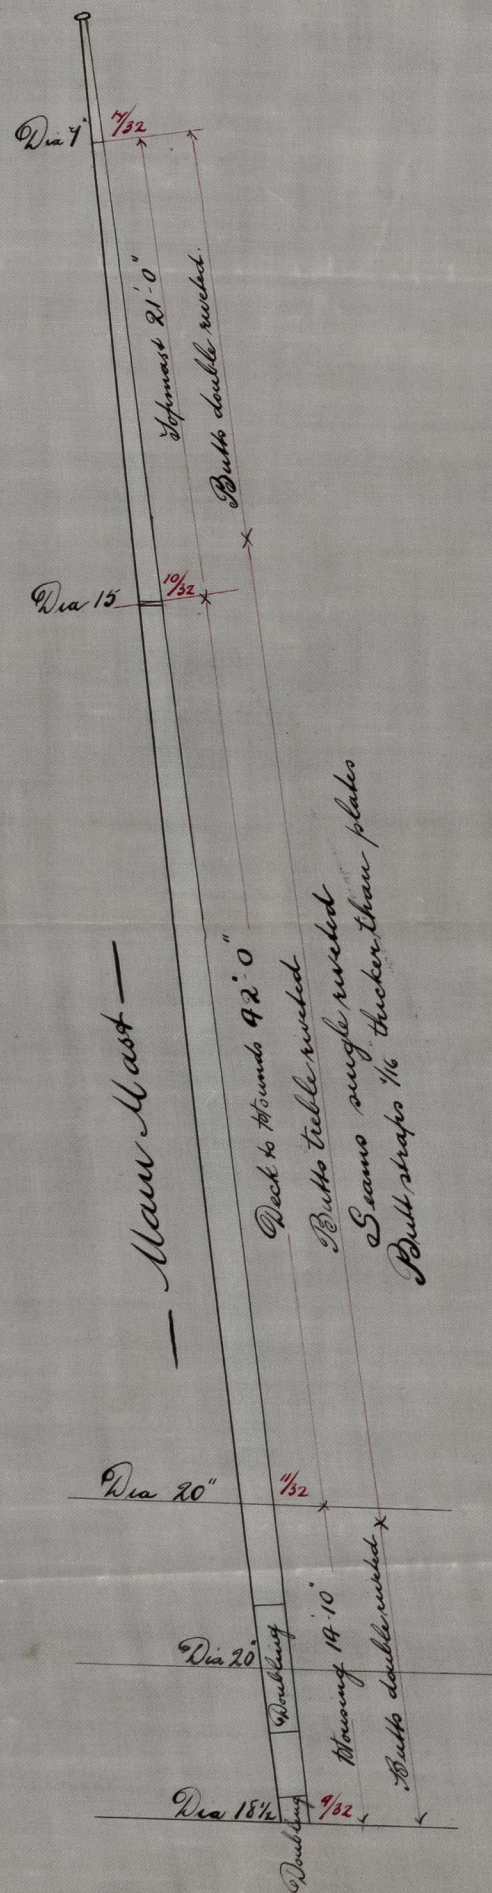 Dia 7"
7/32
Topmast 21'-0"
Butts double riveted.
Dia 15
10/32
— Main Mast —
Deck to Hounds 42'-0"
Butts treble riveted
Seams single riveted
Butt straps 1/16 thicker than plates
Dia 20"
11/32
Dia 20"
Doubling
Housing 14'-10"
Butts double riveted
Dia 18½
9/32
Doubling